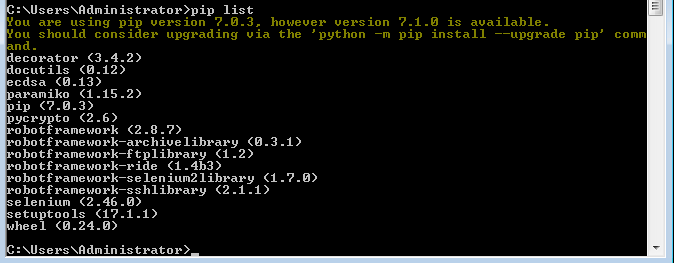 C:\Users\Administrator>pip list
You are using pip version 7.0.3, however version 7.1.0 is available.
You should consider upgrading via the 'python -m pip install --upgrade pip' comm
and.
decorator (3.4.2)
docutils (0.12)
ecdsa (0.13)
paramiko (1.15.2)
pip (7.0.3)
pycrypto (2.6)
robotframework (2.8.7)
robotframework-archivelibrary (0.3.1)
robotframework-ftplibrary (1.2)
robotframework-ride (1.4b3)
robotframework-selenium2library (1.7.0)
robotframework-sshlibrary (2.1.1)
selenium (2.46.0)
setuptools (17.1.1)
wheel (0.24.0)
C:\Users\Administrator>_